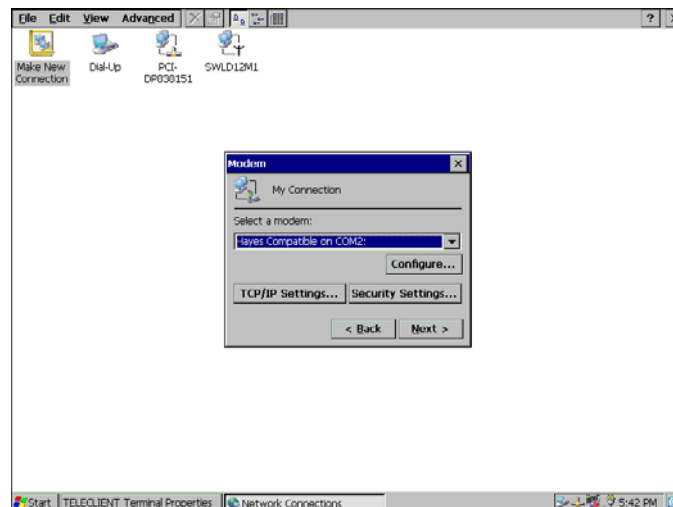 File Edit View Advanced ?
Make New Connection
Dial-Up
PCI-DP838151
SWLD12M1
Modem
My Connection
Select a modem:
Hayes Compatible on COM2:
Configure...
TCP/IP Settings... Security Settings...
< Back Next >
Start TELECLIENT Terminal Properties Network Connections 5:42 PM